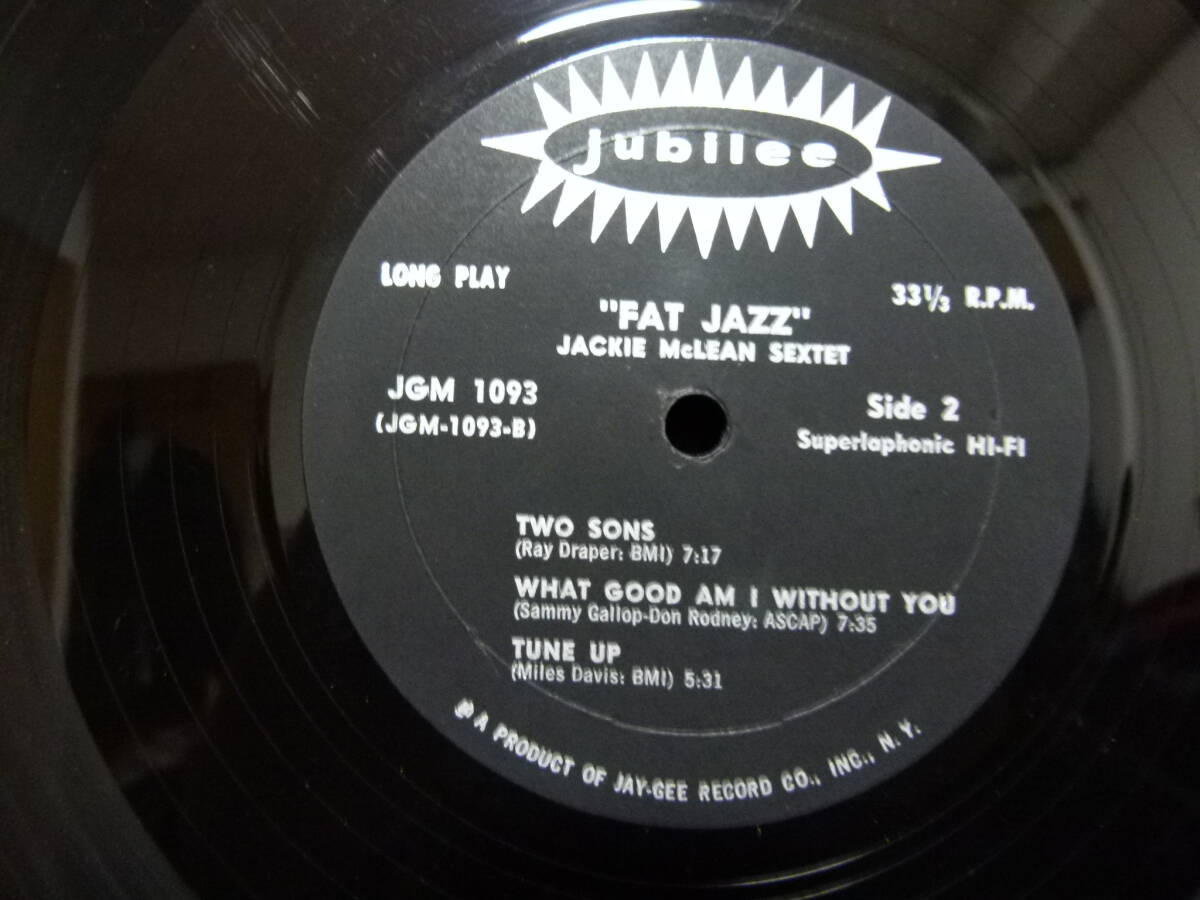 jubilee
LONG PLAY
33⅓ R.P.M.
"FAT JAZZ"
JACKIE McLEAN SEXTET
JGM 1093
(JGM-1093-B)
Side 2
Superlaphonic HI-FI
TWO SONS
(Ray Draper: BMI) 7:17
WHAT GOOD AM I WITHOUT YOU
(Sammy Gallop-Don Rodney: ASCAP) 7:35
TUNE UP
(Miles Davis: BMI) 5:31
A PRODUCT OF JAY-GEE RECORD CO., INC., N. Y.